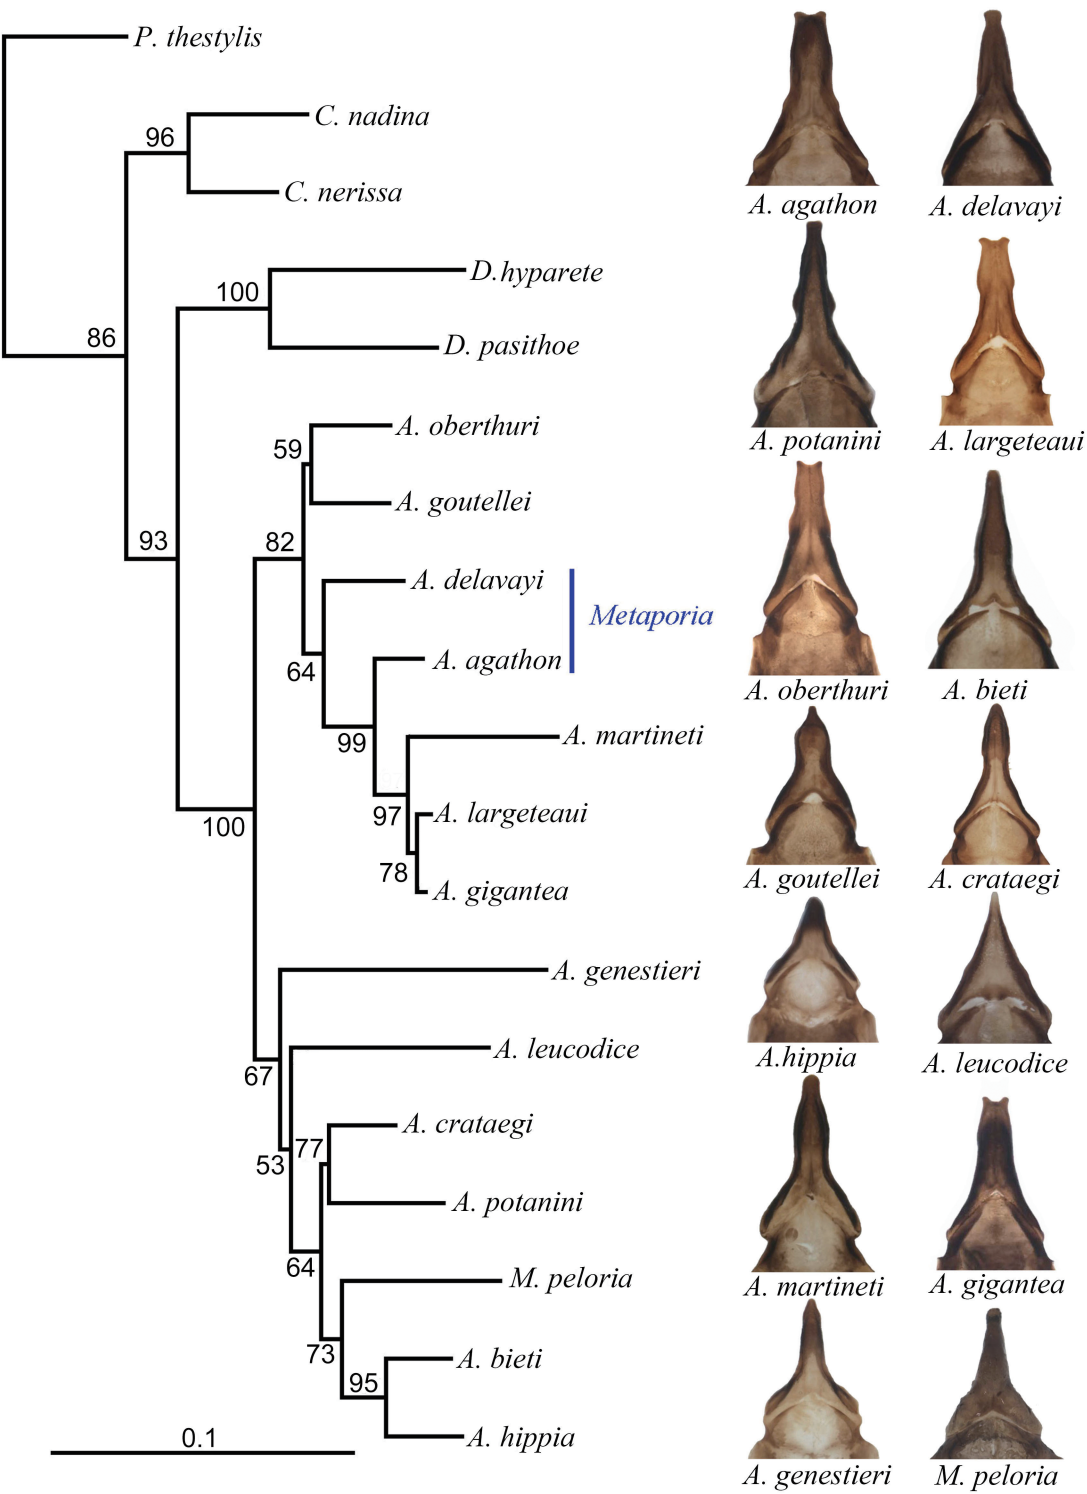 P. thestylis
C. nadina
96
C. nerissa
D.hyparete
100
86
D. pasithoe
A. oberthuri
59
A. goutellei
93
82
A. delavayi
Metaporia
A. agathon
64
A. martineti
99
A. largeteaui
97
100
78
A. gigantea
A. genestieri
A. leucodice
67
A. crataegi
77
53
A. potanini
64
M. peloria
73
A. bieti
95
A. hippia
0.1
A. agathon
A. delavayi
A. potanini
A. largeteaui
A. oberthuri
A. bieti
A. goutellei
A. crataegi
A.hippia
A. leucodice
A. martineti
A. gigantea
A. genestieri
M. peloria